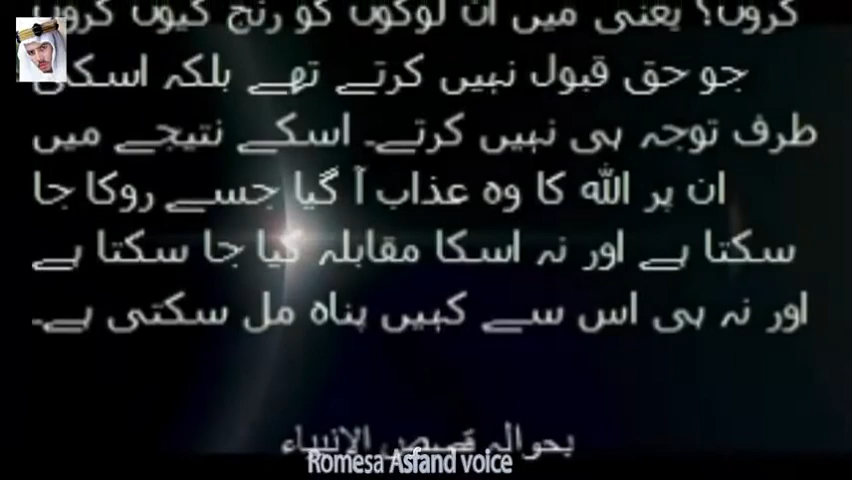 کروں؟ یعنی میں ان لوگوں کو رنج کیوں کروں
جو حق قبول نہیں کرتے تھے بلکہ اسکی
طرف توجہ ہی نہیں کرتے۔ اسکے نتیجے میں
ان پر اللہ کا وہ عذاب آ گیا جسے روکا جا
سکتا ہے اور نہ اسکا مقابلہ کیا جا سکتا ہے
اور نہ ہی اس سے کہیں پناہ مل سکتی ہے۔
بحوالہ قصص الانبیاء
Romesa Asfand voice